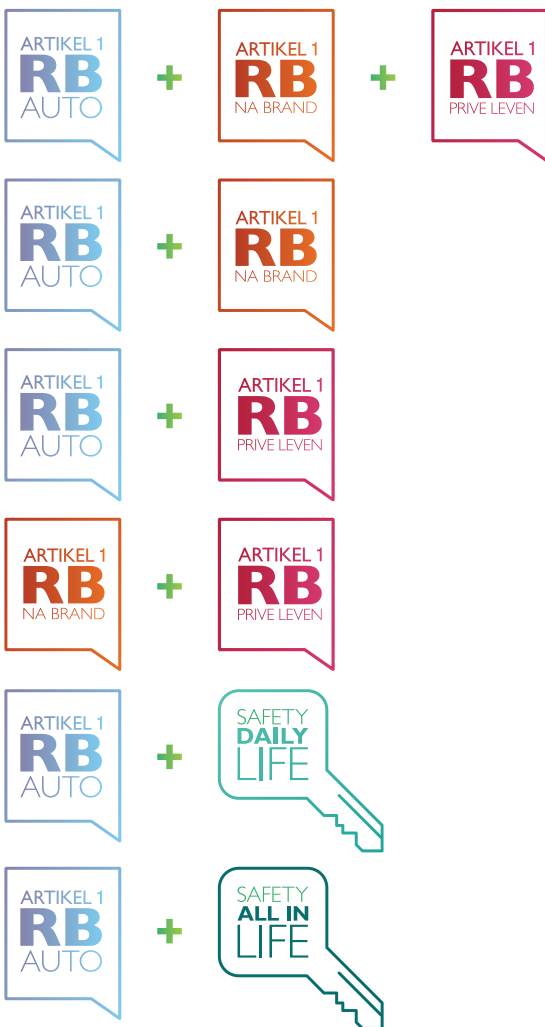 ARTIKEL 1
RB
AUTO
+
ARTIKEL 1
RB
NA BRAND
+
ARTIKEL 1
RB
PRIVE LEVEN
ARTIKEL 1
RB
AUTO
+
ARTIKEL 1
RB
NA BRAND
ARTIKEL 1
RB
AUTO
+
ARTIKEL 1
RB
PRIVE LEVEN
ARTIKEL 1
RB
NA BRAND
+
ARTIKEL 1
RB
PRIVE LEVEN
ARTIKEL 1
RB
AUTO
+
SAFETY
DAILY
LIFE
ARTIKEL 1
RB
AUTO
+
SAFETY
ALL IN
LIFE